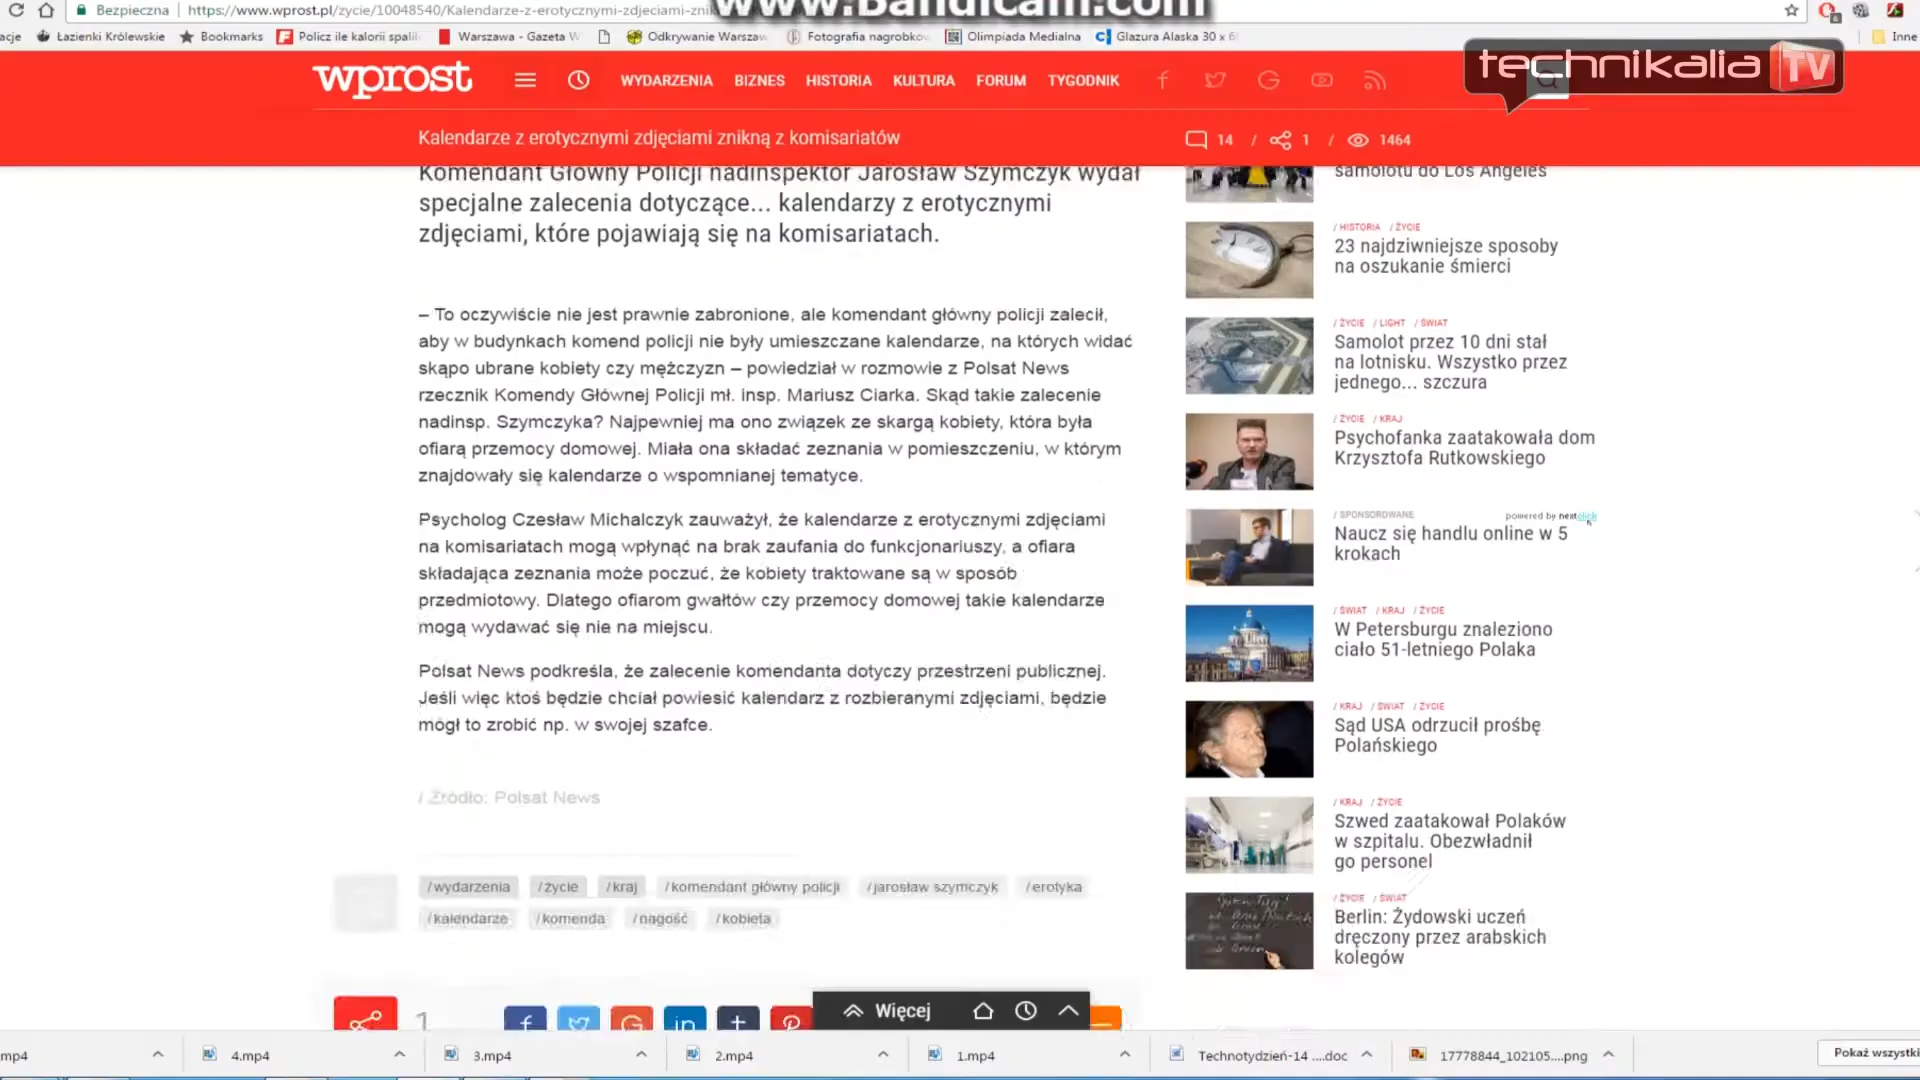 www.Bandicam.com
Bezpieczna
https://www.wprost.pl/zycie/10048540/Kalendarze-z-erotycznymi-zdjeciami-znik
acje
Łazienki Królewskie
Bookmarks
Policz ile kalorii spalił
Warszawa - Gazeta W
Odkrywanie Warszaw
Fotografia nagrobkow
Olimpiada Medialna
Glazura Alaska 30 x 6
Inne
technikalia TV
wprost
WYDARZENIA
BIZNES
HISTORIA
KULTURA
FORUM
TYGODNIK
Kalendarze z erotycznymi zdjęciami znikną z komisariatów
14 / 1 / 1464
Komendant Główny Policji nadinspektor Jarosław Szymczyk wydał
specjalne zalecenia dotyczące... kalendarzy z erotycznymi
zdjęciami, które pojawiają się na komisariatach.
– To oczywiście nie jest prawnie zabronione, ale komendant główny policji zalecił,
aby w budynkach komend policji nie były umieszczane kalendarze, na których widać
skąpo ubrane kobiety czy mężczyzn – powiedział w rozmowie z Polsat News
rzecznik Komendy Głównej Policji mł. insp. Mariusz Ciarka. Skąd takie zalecenie
nadinsp. Szymczyka? Najpewniej ma ono związek ze skargą kobiety, która była
ofiarą przemocy domowej. Miała ona składać zeznania w pomieszczeniu, w którym
znajdowały się kalendarze o wspomnianej tematyce.
Psycholog Czesław Michalczyk zauważył, że kalendarze z erotycznymi zdjęciami
na komisariatach mogą wpłynąć na brak zaufania do funkcjonariuszy, a ofiara
składająca zeznania może poczuć, że kobiety traktowane są w sposób
przedmiotowy. Dlatego ofiarom gwałtów czy przemocy domowej takie kalendarze
mogą wydawać się nie na miejscu.
Polsat News podkreśla, że zalecenie komendanta dotyczy przestrzeni publicznej.
Jeśli więc ktoś będzie chciał powiesić kalendarz z rozbieranymi zdjęciami, będzie
mógł to zrobić np. w swojej szafce.
/ Źródło: Polsat News
/wydarzenia /życie /kraj /komendant główny policji /jarosław szymczyk /erotyka
/kalendarze /komenda /nagość /kobieta
1
samolotu do Los Angeles
/ HISTORIA / ŻYCIE
23 najdziwniejsze sposoby
na oszukanie śmierci
/ ŻYCIE / LIGHT / ŚWIAT
Samolot przez 10 dni stał
na lotnisku. Wszystko przez
jednego... szczura
/ ŻYCIE / KRAJ
Psychofanka zaatakowała dom
Krzysztofa Rutkowskiego
/ SPONSOROWANE
powered by nextclick
Naucz się handlu online w 5
krokach
/ ŚWIAT / KRAJ / ŻYCIE
W Petersburgu znaleziono
ciało 51-letniego Polaka
/ KRAJ / ŚWIAT / ŻYCIE
Sąd USA odrzucił prośbę
Polańskiego
/ KRAJ / ŻYCIE
Szwed zaatakował Polaków
w szpitalu. Obezwładnił
go personel
/ ŻYCIE / ŚWIAT
Berlin: Żydowski uczeń
dręczony przez arabskich
kolegów
Więcej
mp4
4.mp4
3.mp4
2.mp4
1.mp4
Technotydzień-14 ....doc
17778844_102105....png
Pokaż wszystki